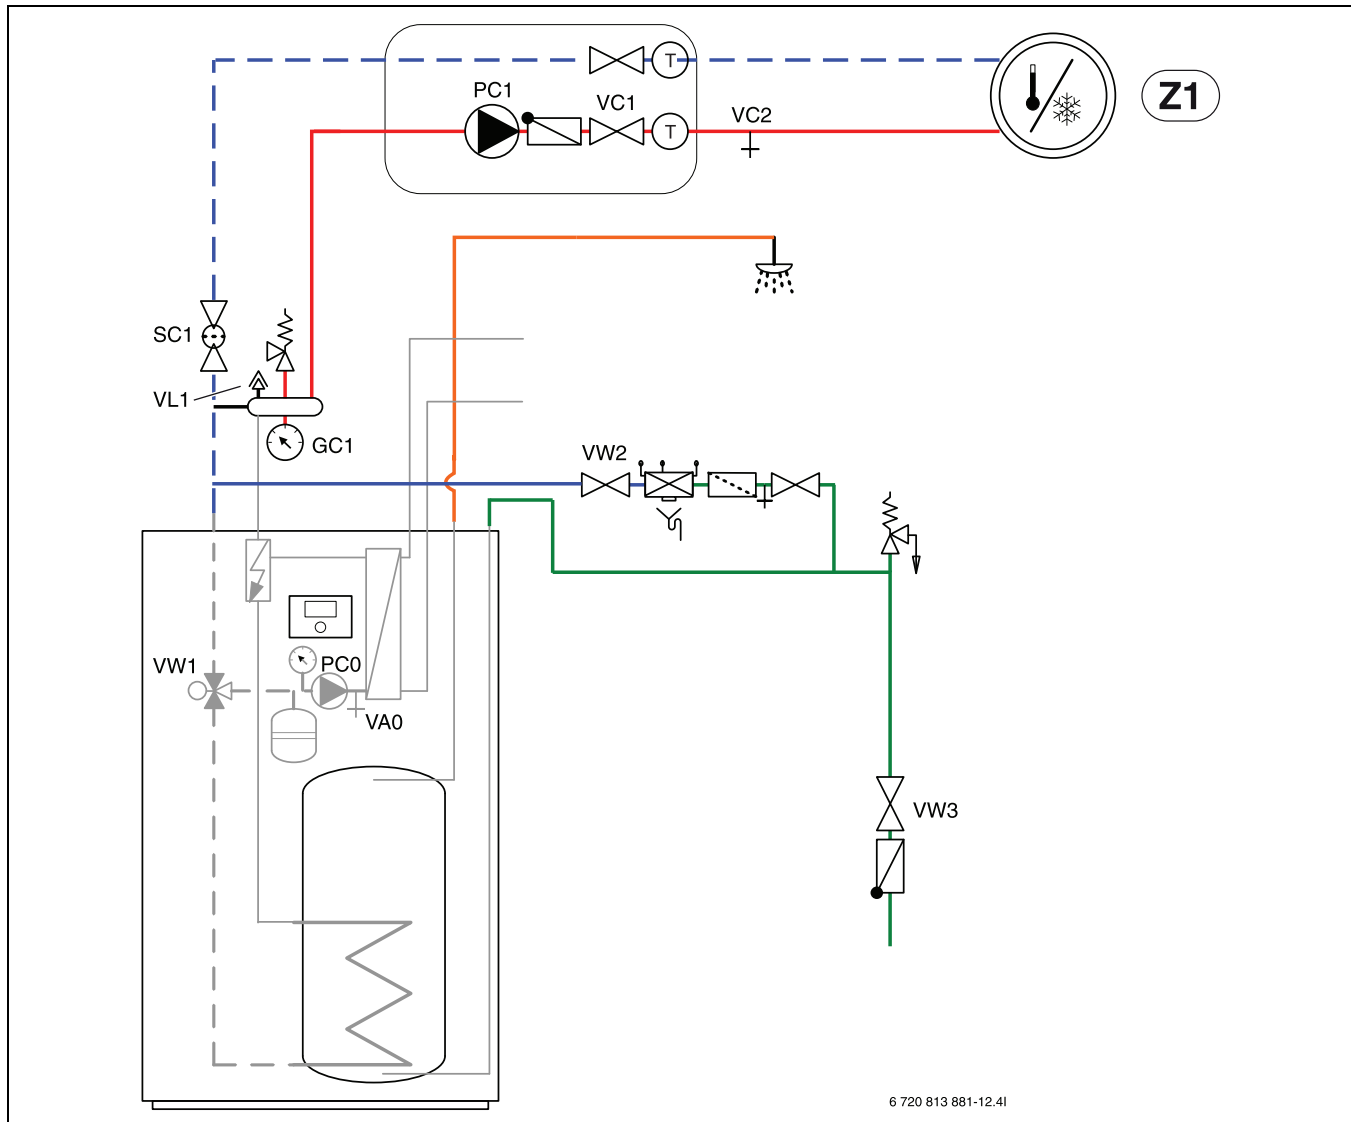 T
PC1
VC1
T
VC2
Z1
SC1
VL1
GC1
VW2
VW1
PC0
VA0
VW3
6 720 813 881-12.4I